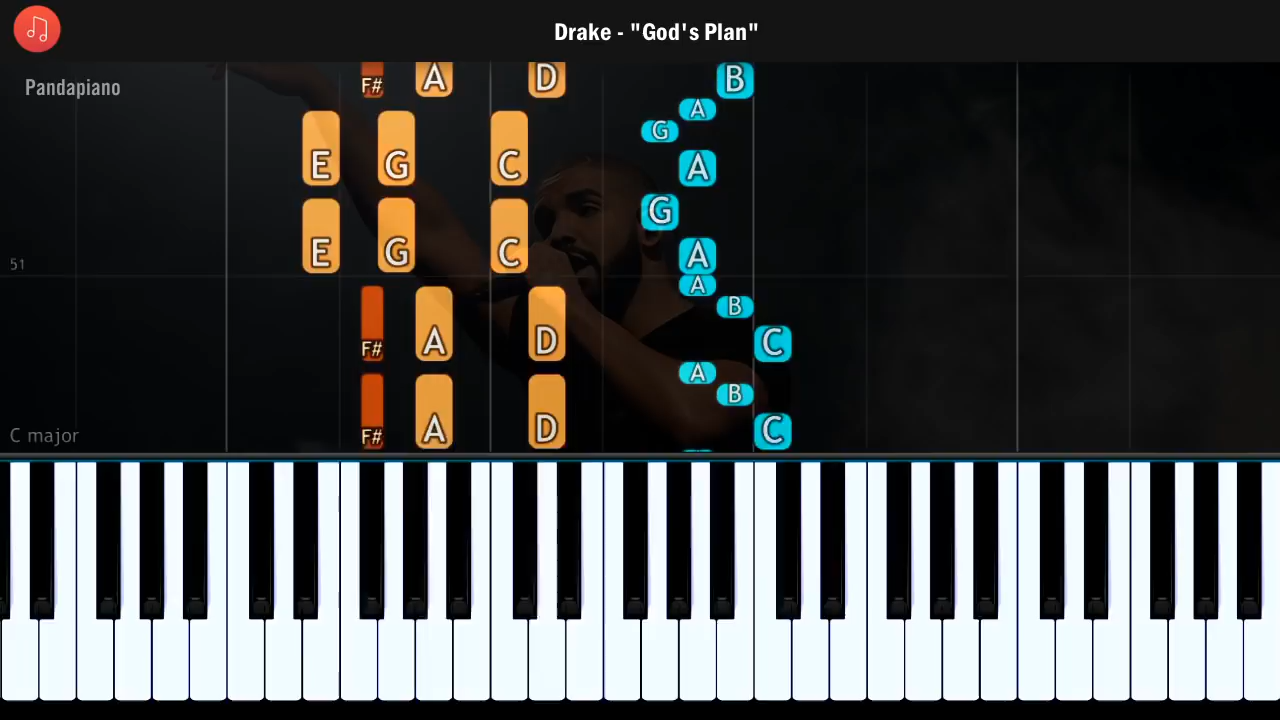 Drake - "God's Plan"
Pandapiano
F# A D B
A
G
E G C A
G
E G C A
51
A
B
F# A D C
A
B
C major F# A D C